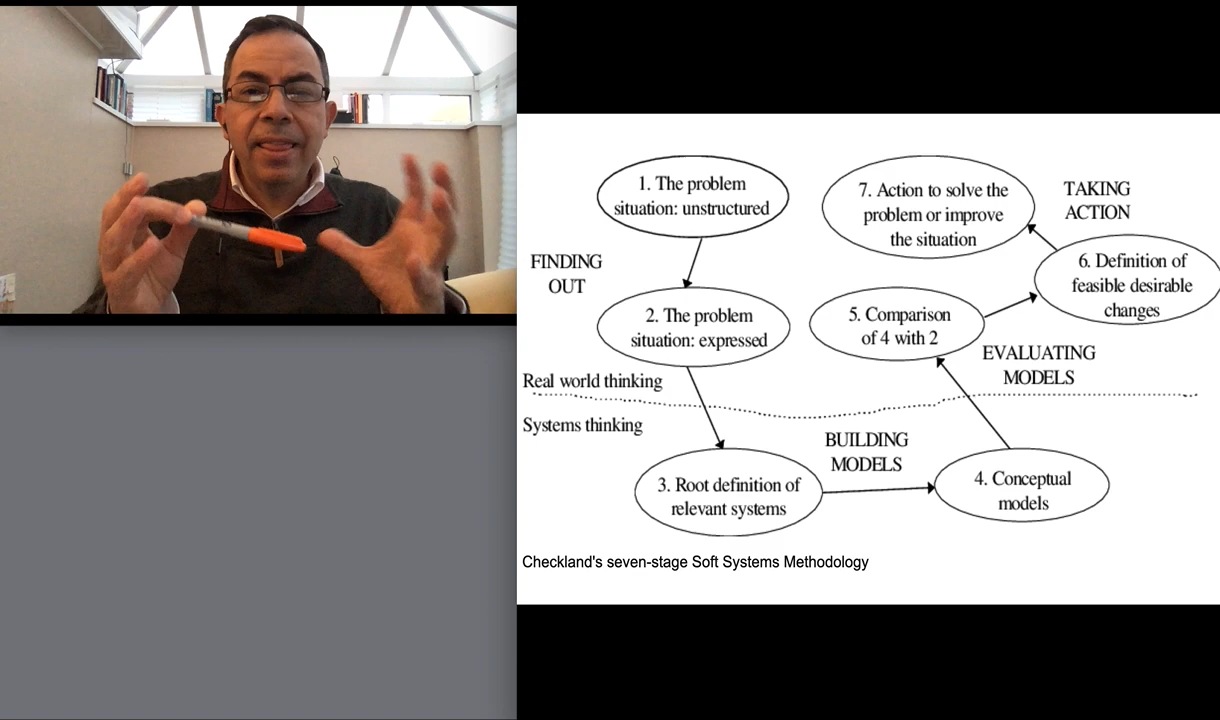 1. The problem
situation: unstructured
7. Action to solve the
problem or improve
the situation
TAKING
ACTION
FINDING
OUT
6. Definition of
feasible desirable
changes
2. The problem
situation: expressed
5. Comparison
of 4 with 2
EVALUATING
MODELS
Real world thinking
Systems thinking
BUILDING
MODELS
3. Root definition of
relevant systems
4. Conceptual
models
Checkland's seven-stage Soft Systems Methodology